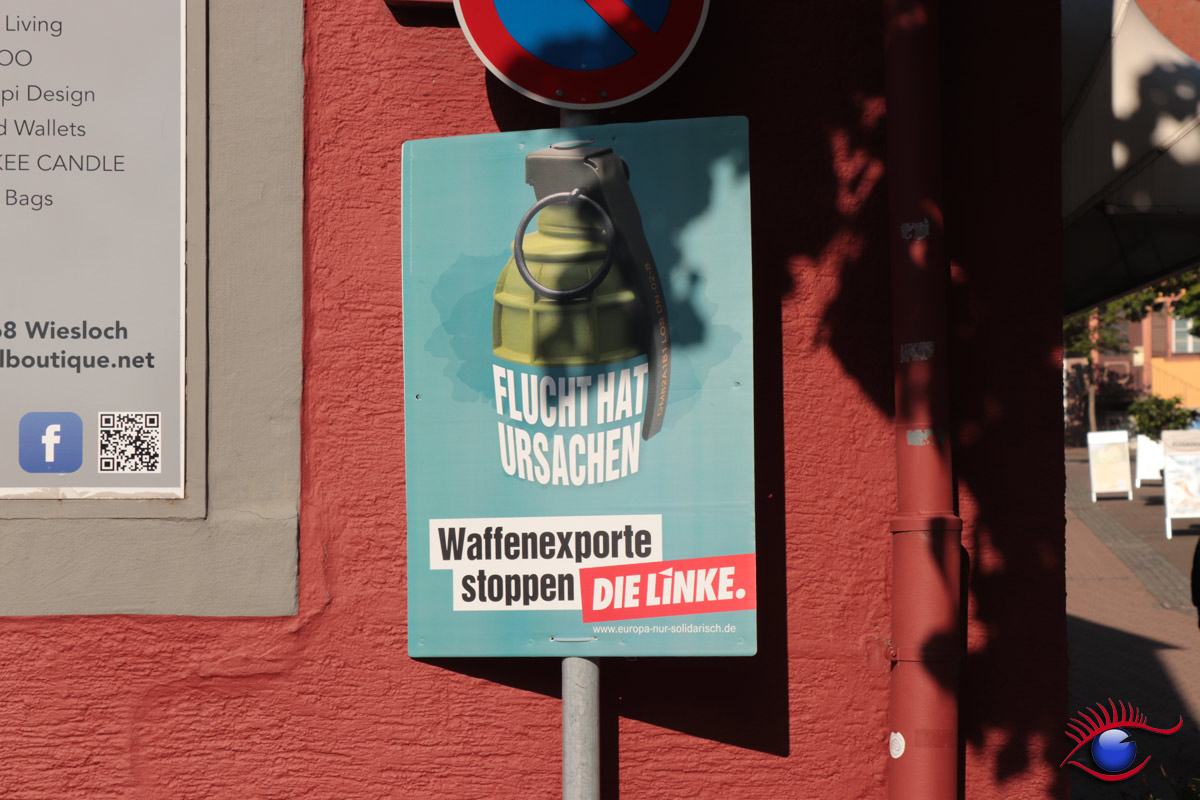 Living
OO
pi Design
d Wallets
KEE CANDLE
Bags
68 Wiesloch
lboutique.net
f
FLUCHT HAT
URSACHEN
Waffenexporte
stoppen
DIE LINKE.
www.europa-nur-solidarisch.de